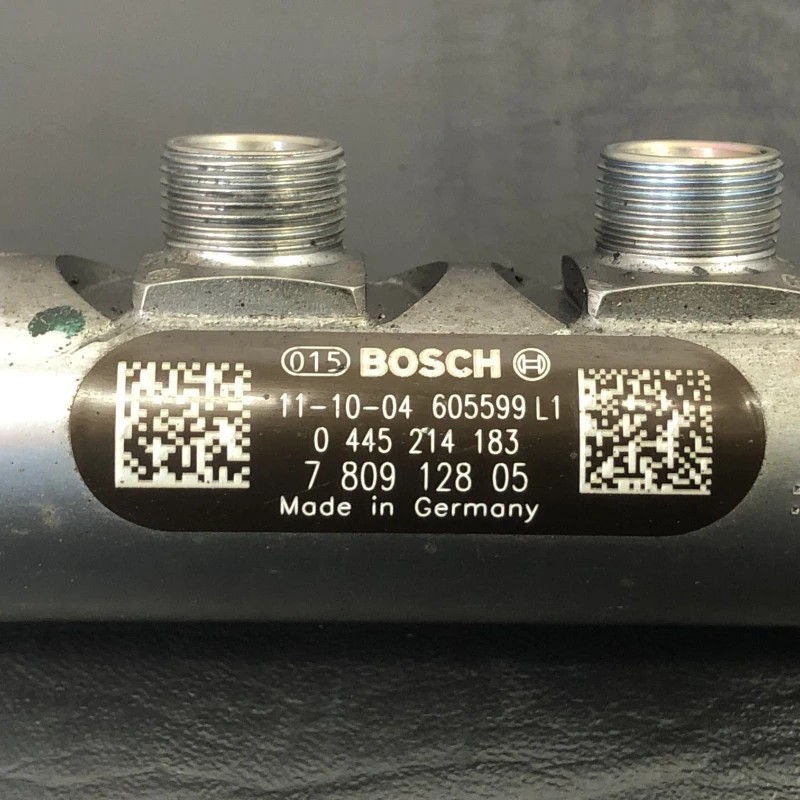 015 BOSCH
11-10-04 605599 L1
0 445 214 183
7 809 128 05
Made in Germany